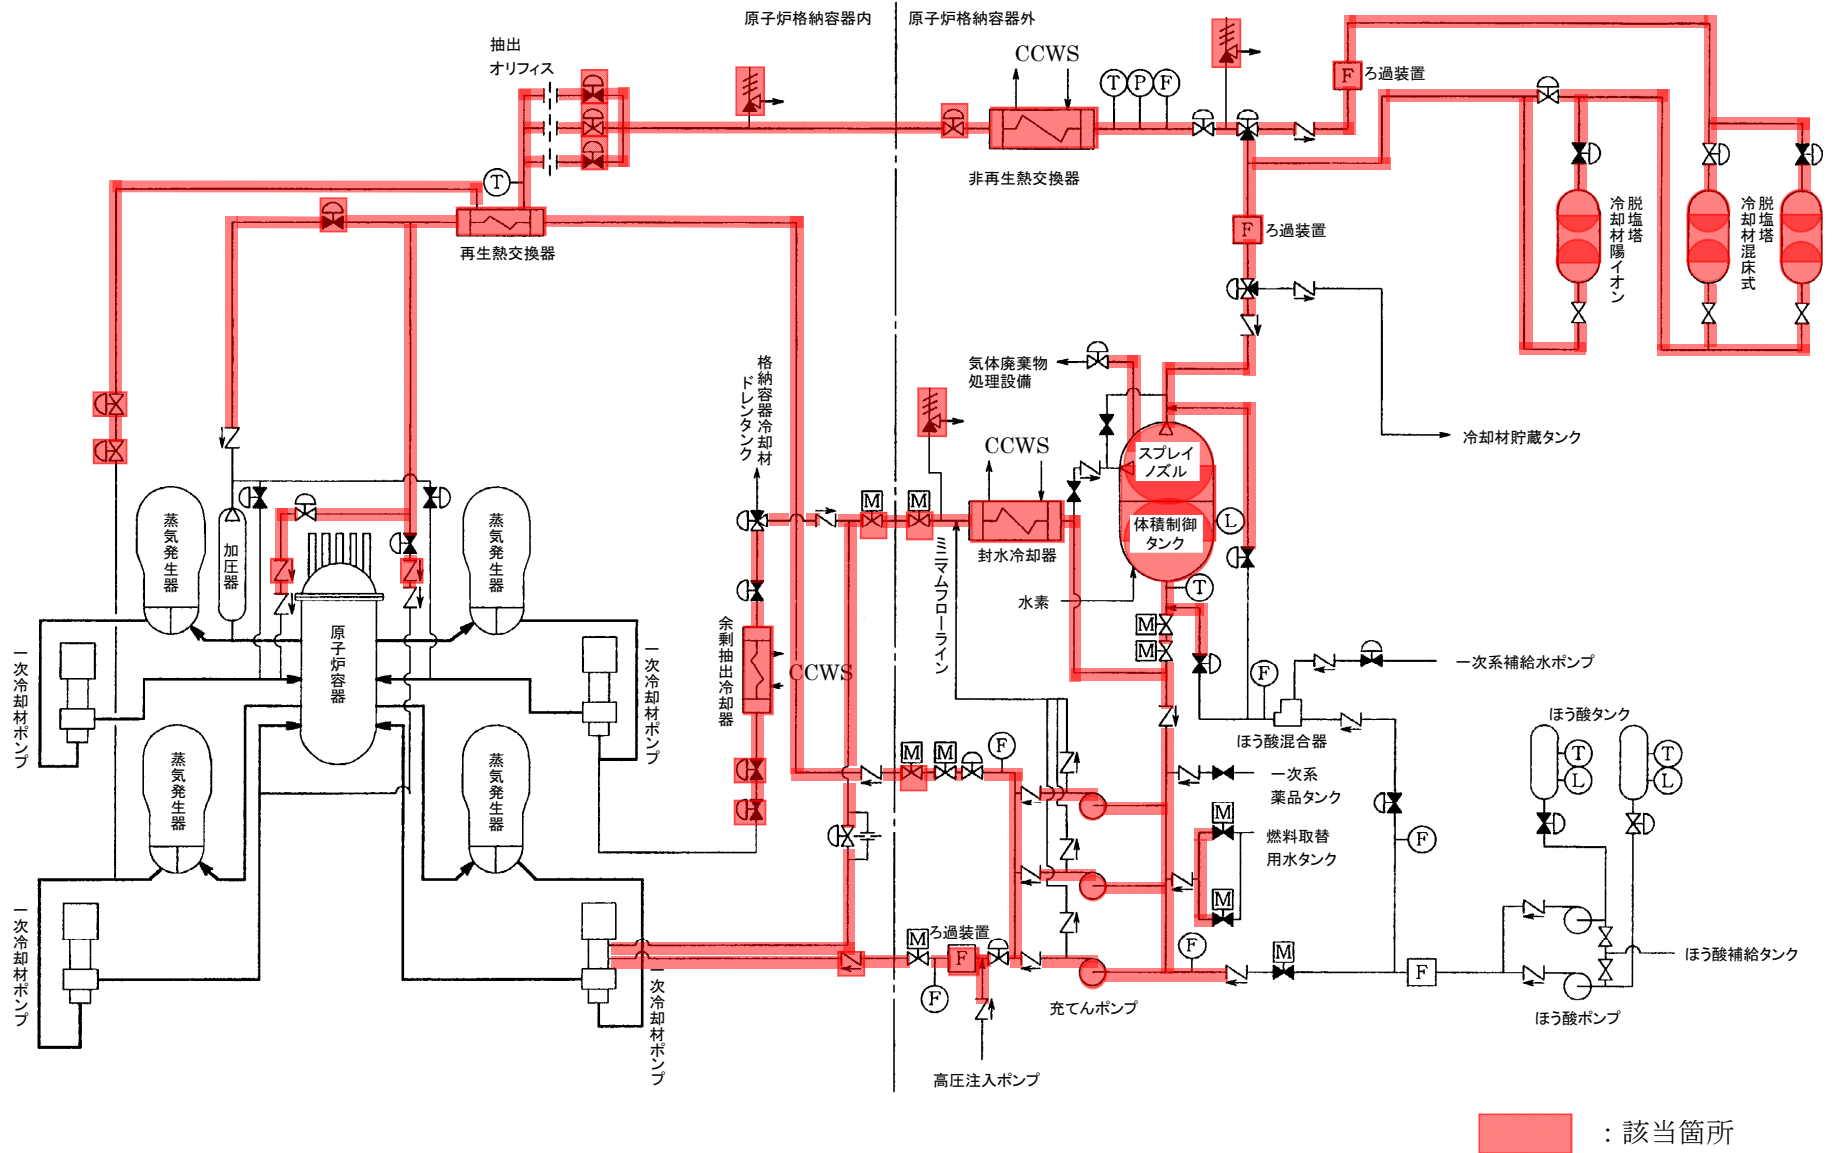 原子炉格納容器内
原子炉格納容器外
抽出
オリフィス
CCWS
T
P
F
F
ろ過装置
非再生熱交換器
T
再生熱交換器
F
ろ過装置
冷却材陽イオン
脱塩塔
冷却材混床式
脱塩塔
気体廃棄物
処理設備
格納容器冷却材
ドレンタンク
冷却材貯蔵タンク
CCWS
スプレイ
ノズル
体積制御
タンク
L
T
M
M
封水冷却器
ミニマムフローライン
水素
蒸気発生器
加圧器
蒸気発生器
原子炉容器
一次冷却材ポンプ
一次冷却材ポンプ
余剰抽出冷却器
CCWS
M
M
F
一次系補給水ポンプ
ほう酸混合器
ほう酸タンク
T
L
T
L
M
M
F
一次系
薬品タンク
M
燃料取替
用水タンク
M
F
蒸気発生器
蒸気発生器
一次冷却材ポンプ
一次冷却材ポンプ
M
ろ過装置
F
F
F
M
F
ほう酸補給タンク
充てんポンプ
ほう酸ポンプ
高圧注入ポンプ
：該当箇所